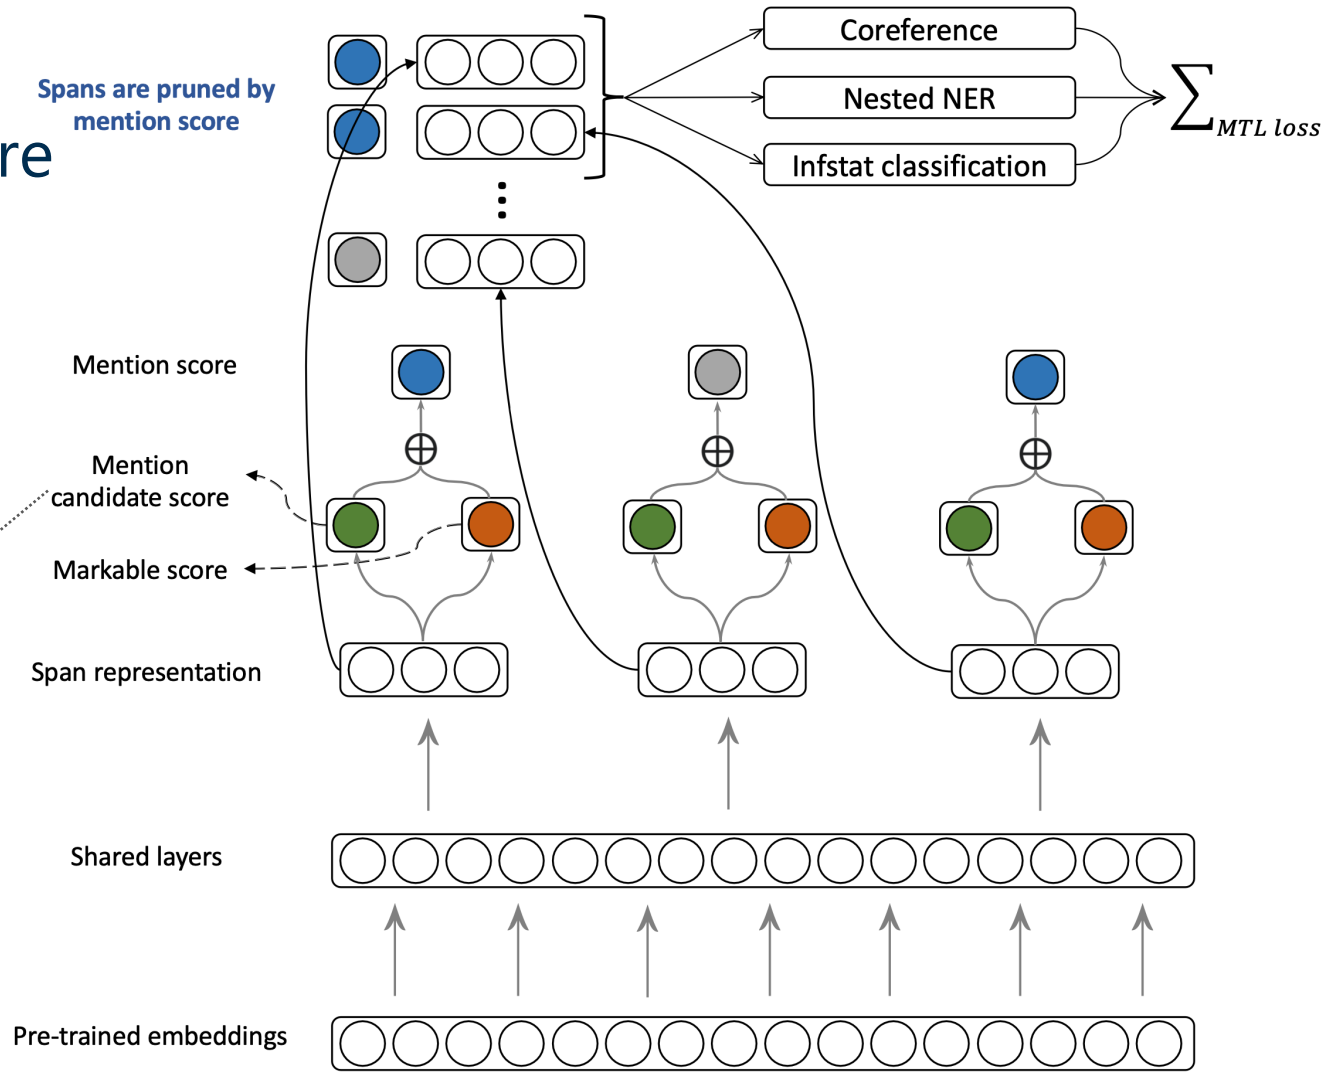 Spans are pruned by
mention score
re
Coreference
Nested NER
Infstat classification
∑ MTL loss
Mention score
Mention
candidate score
Markable score
Span representation
Shared layers
Pre-trained embeddings